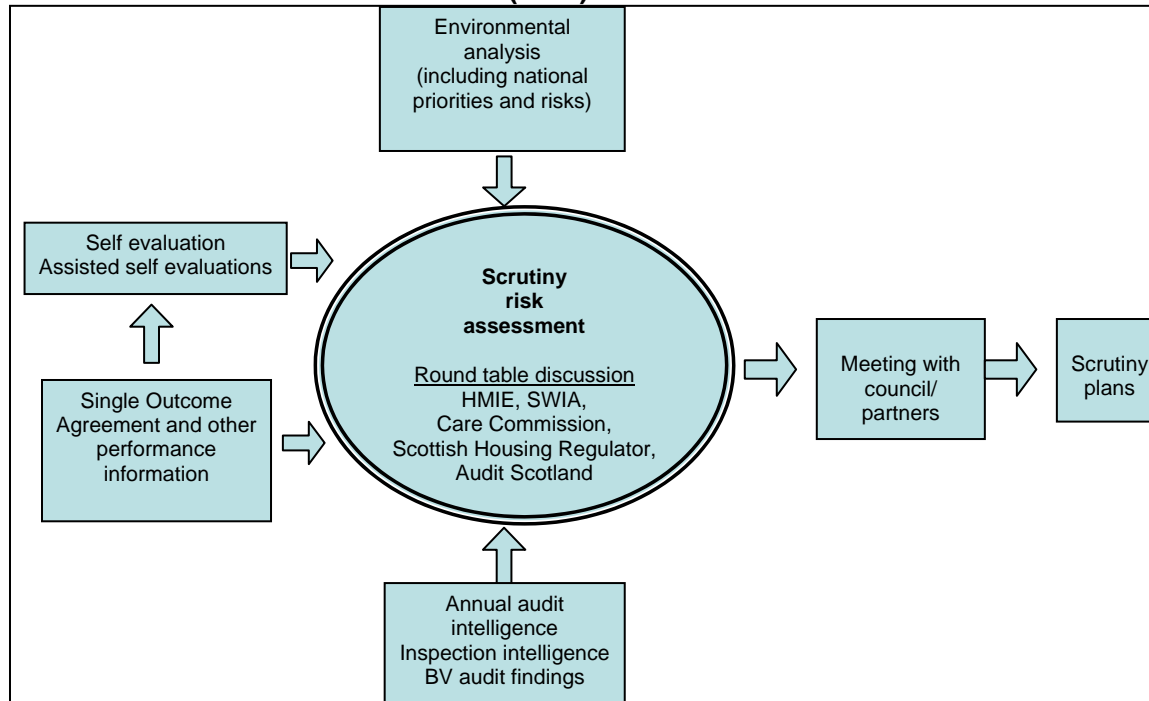 Environmental
analysis
(including national
priorities and risks)
Self evaluation
Assisted self evaluations
Scrutiny
risk
assessment
Round table discussion
HMIE, SWIA,
Care Commission,
Scottish Housing Regulator,
Audit Scotland
Single Outcome
Agreement and other
performance
information
Meeting with
council/
partners
Scrutiny
plans
Annual audit
intelligence
Inspection intelligence
BV audit findings